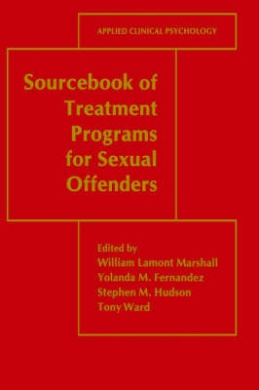 APPLIED CLINICAL PSYCHOLOGY
Sourcebook of
Treatment
Programs
for Sexual
Offenders
Edited by
William Lamont Marshall
Yolanda M. Fernandez
Stephen M. Hudson
Tony Ward